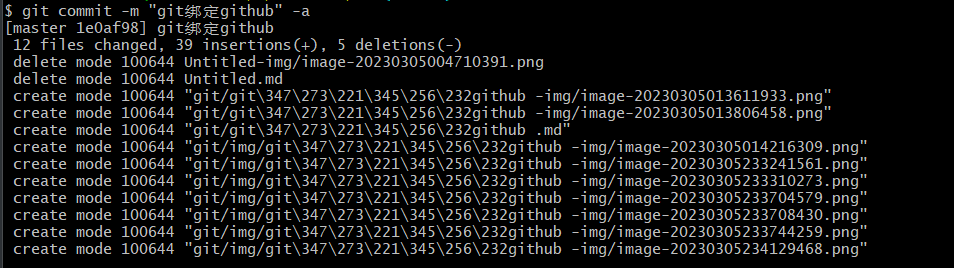 $ git commit -m "git绑定github" -a
[master 1e0af98] git绑定github
 12 files changed, 39 insertions(+), 5 deletions(-)
 delete mode 100644 Untitled-img/image-20230305004710391.png
 delete mode 100644 Untitled.md
 create mode 100644 "git/git\347\273\221\345\256\232github -img/image-20230305013611933.png"
 create mode 100644 "git/git\347\273\221\345\256\232github -img/image-20230305013806458.png"
 create mode 100644 "git/git\347\273\221\345\256\232github .md"
 create mode 100644 "git/img/git\347\273\221\345\256\232github -img/image-20230305014216309.png"
 create mode 100644 "git/img/git\347\273\221\345\256\232github -img/image-20230305233241561.png"
 create mode 100644 "git/img/git\347\273\221\345\256\232github -img/image-20230305233310273.png"
 create mode 100644 "git/img/git\347\273\221\345\256\232github -img/image-20230305233704579.png"
 create mode 100644 "git/img/git\347\273\221\345\256\232github -img/image-20230305233708430.png"
 create mode 100644 "git/img/git\347\273\221\345\256\232github -img/image-20230305233744259.png"
 create mode 100644 "git/img/git\347\273\221\345\256\232github -img/image-20230305234129468.png"